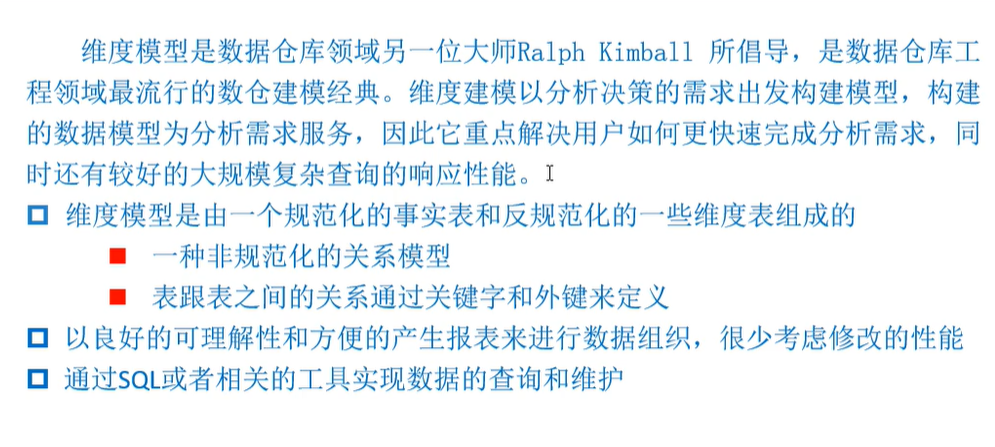 维度模型是数据仓库领域另一位大师Ralph Kimball 所倡导，是数据仓库工
程领域最流行的数仓建模经典。维度建模以分析决策的需求出发构建模型，构建
的数据模型为分析需求服务，因此它重点解决用户如何更快速完成分析需求，同
时还有较好的大规模复杂查询的响应性能。
维度模型是由一个规范化的事实表和反规范化的一些维度表组成的
一种非规范化的关系模型
表跟表之间的关系通过关键字和外键来定义
以良好的可理解性和方便的产生报表来进行数据组织，很少考虑修改的性能
通过SQL或者相关的工具实现数据的查询和维护